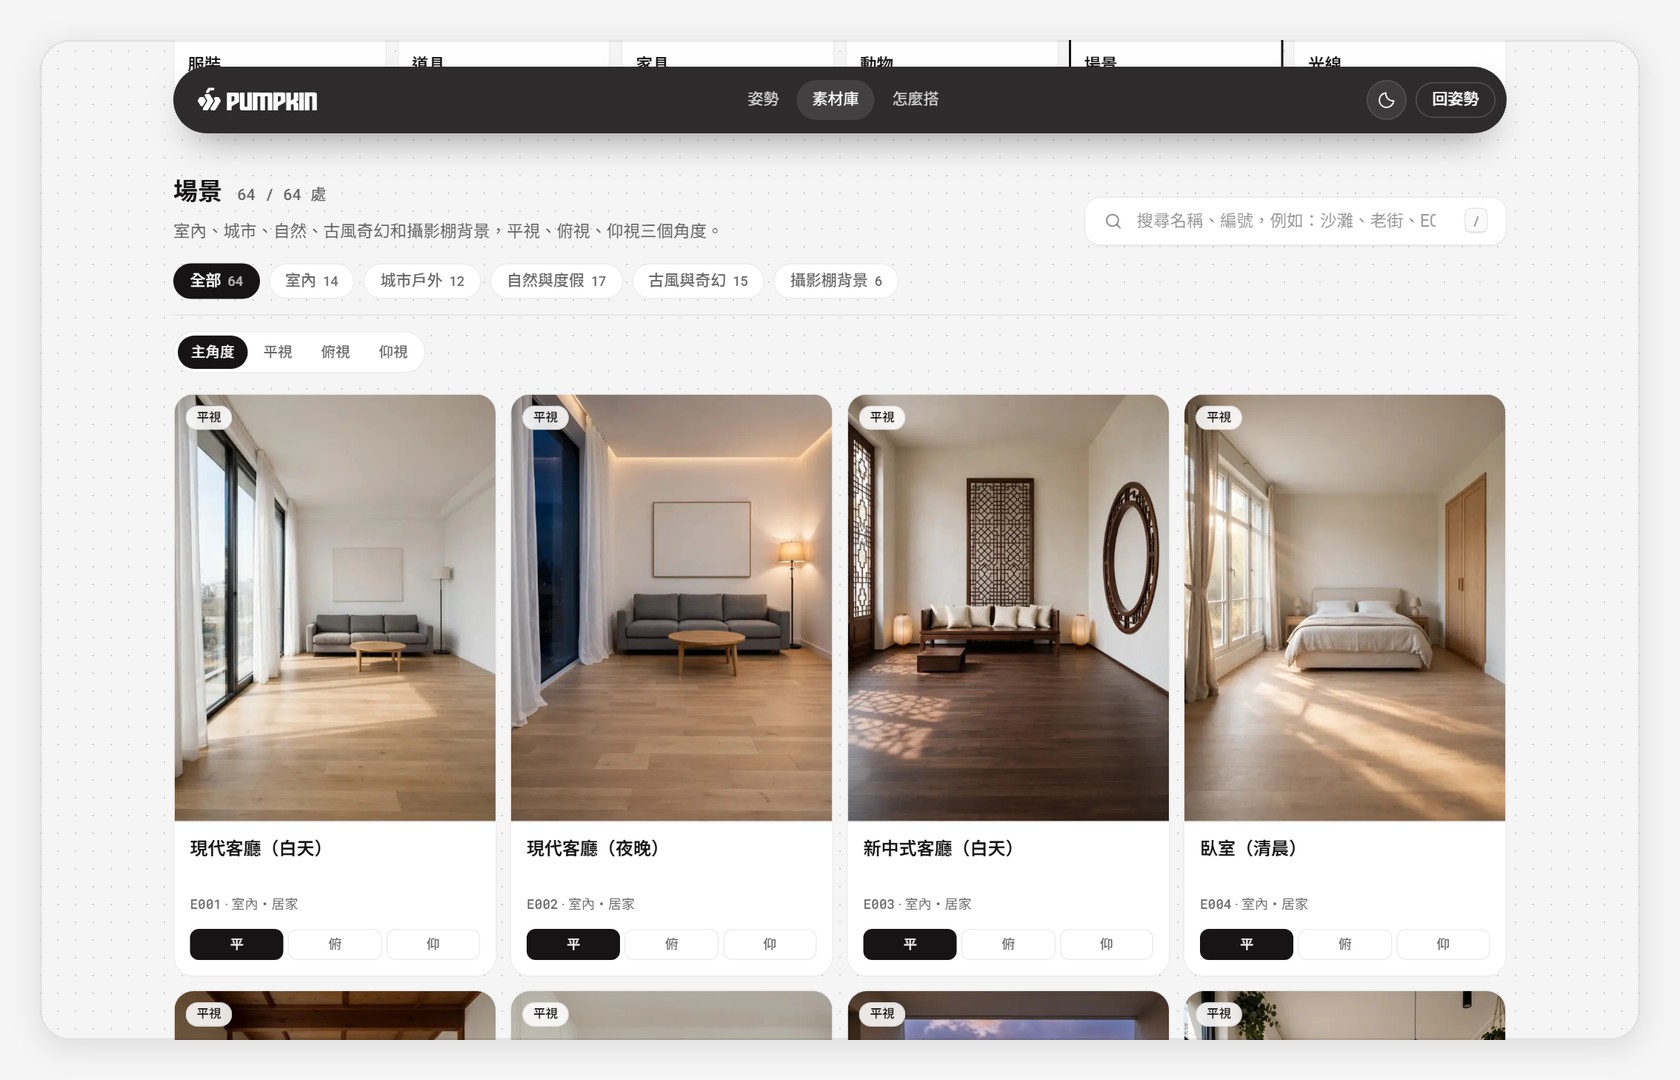 服裝
道具
家具
動物
場景
光線
PUMPKIN
姿勢
素材庫
怎麼搭
回姿勢
場景 64 / 64 處
室內、城市、自然、古風奇幻和攝影棚背景，平視、俯視、仰視三個角度。
搜尋名稱、編號，例如：沙灘、老街、E0
/
全部 64
室內 14
城市戶外 12
自然與度假 17
古風與奇幻 15
攝影棚背景 6
主角度
平視
俯視
仰視
平視
平視
平視
平視
現代客廳（白天）
現代客廳（夜晚）
新中式客廳（白天）
臥室（清晨）
E001 · 室內・居家
E002 · 室內・居家
E003 · 室內・居家
E004 · 室內・居家
平
俯
仰
平
俯
仰
平
俯
仰
平
俯
仰
平視
平視
平視
平視